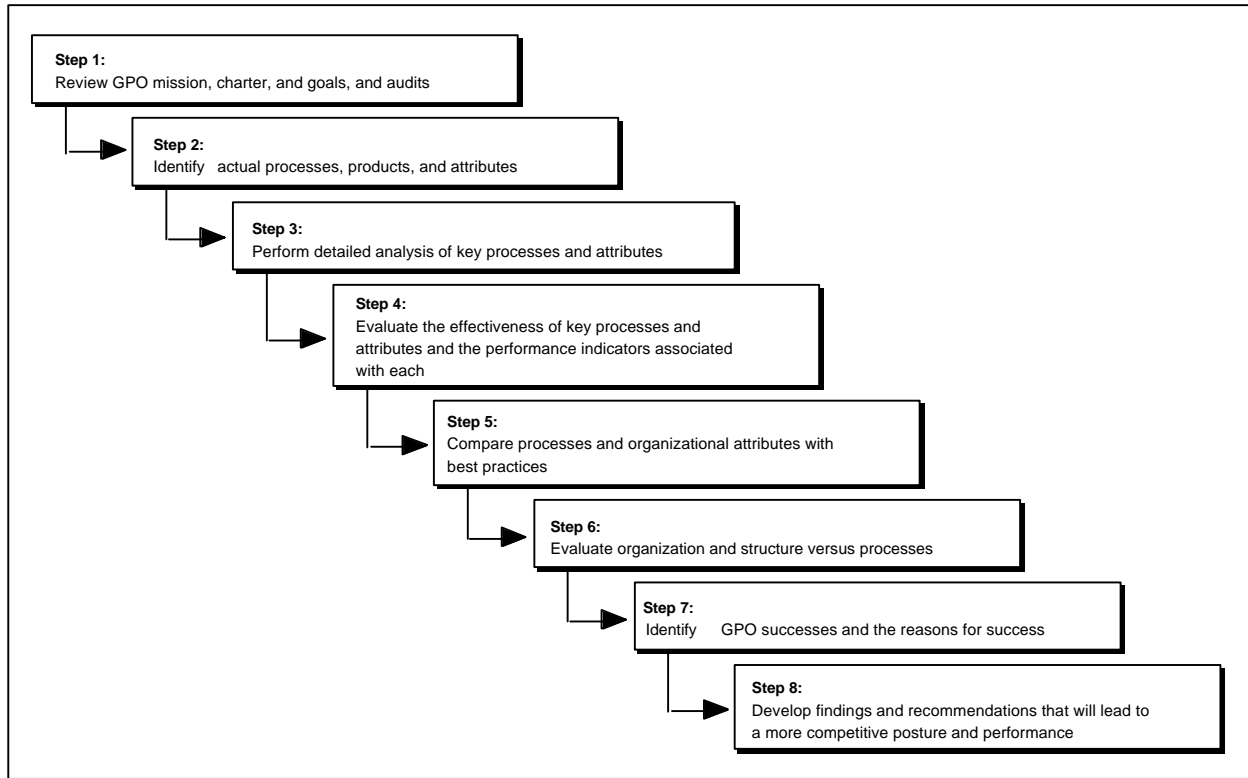 Step 1:
Review GPO mission, charter, and goals, and audits
Step 2:
Identify actual processes, products, and attributes
Step 3:
Perform detailed analysis of key processes and attributes
Step 4:
Evaluate the effectiveness of key processes and
attributes and the performance indicators associated
with each
Step 5:
Compare processes and organizational attributes with
best practices
Step 6:
Evaluate organization and structure versus processes
Step 7:
Identify GPO successes and the reasons for success
Step 8:
Develop findings and recommendations that will lead to
a more competitive posture and performance